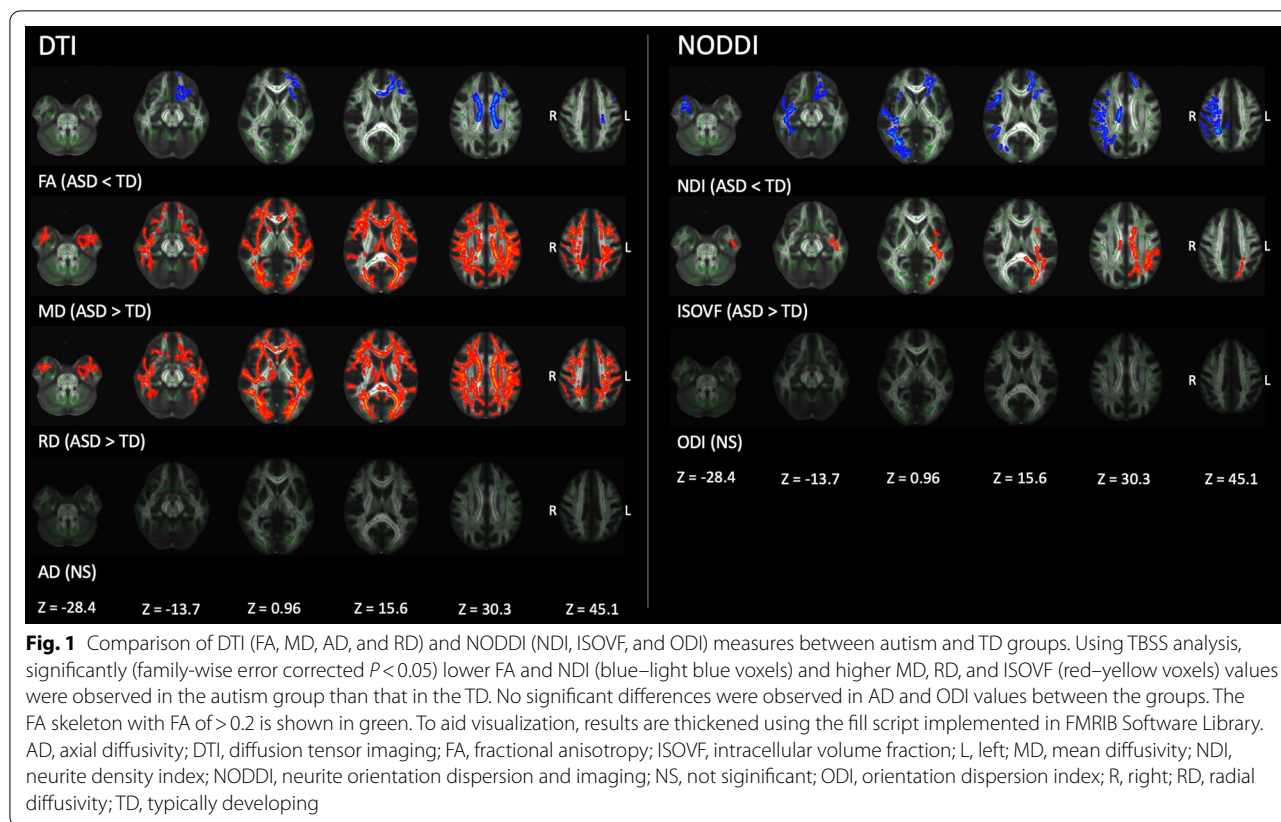 DTI
R L
FA (ASD < TD)
R L
MD (ASD > TD)
R L
RD (ASD > TD)
R L
AD (NS)
Z = -28.4 Z = -13.7 Z = 0.96 Z = 15.6 Z = 30.3 Z = 45.1
NODDI
R L
NDI (ASD < TD)
R L
ISOVF (ASD > TD)
R L
ODI (NS)
Z = -28.4 Z = -13.7 Z = 0.96 Z = 15.6 Z = 30.3 Z = 45.1
Fig. 1 Comparison of DTI (FA, MD, AD, and RD) and NODDI (NDI, ISOVF, and ODI) measures between autism and TD groups. Using TBSS analysis,
significantly (family-wise error corrected P < 0.05) lower FA and NDI (blue–light blue voxels) and higher MD, RD, and ISOVF (red–yellow voxels) values
were observed in the autism group than that in the TD. No significant differences were observed in AD and ODI values between the groups. The
FA skeleton with FA of > 0.2 is shown in green. To aid visualization, results are thickened using the fill script implemented in FMRIB Software Library.
AD, axial diffusivity; DTI, diffusion tensor imaging; FA, fractional anisotropy; ISOVF, intracellular volume fraction; L, left; MD, mean diffusivity; NDI,
neurite density index; NODDI, neurite orientation dispersion and imaging; NS, not siginificant; ODI, orientation dispersion index; R, right; RD, radial
diffusivity; TD, typically developing